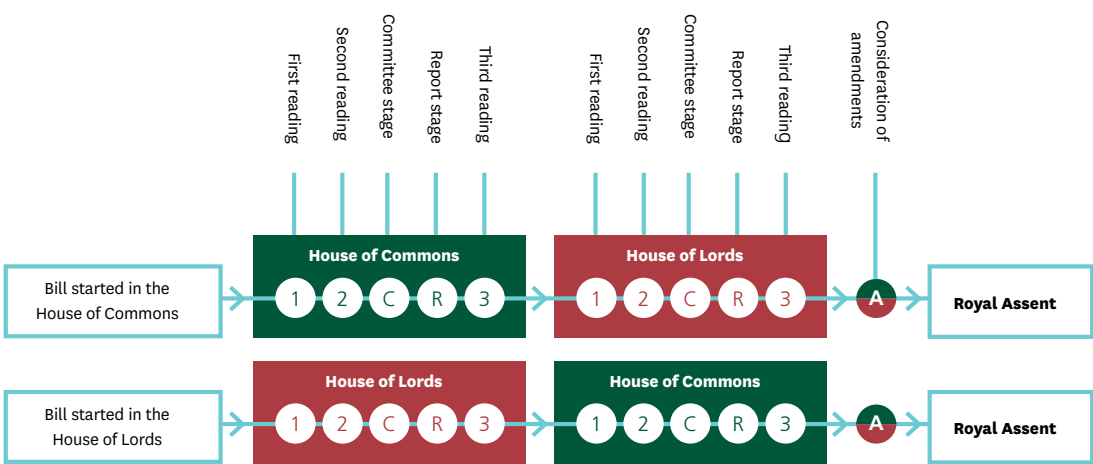 First reading
Second reading
Committee stage
Report stage
Third reading
First reading
Second reading
Committee stage
Report stage
Third reading
Consideration of
amendments
Bill started in the
House of Commons
House of Commons
1 2 C R 3
House of Lords
1 2 C R 3
A
Royal Assent
Bill started in the
House of Lords
House of Lords
1 2 C R 3
House of Commons
1 2 C R 3
A
Royal Assent